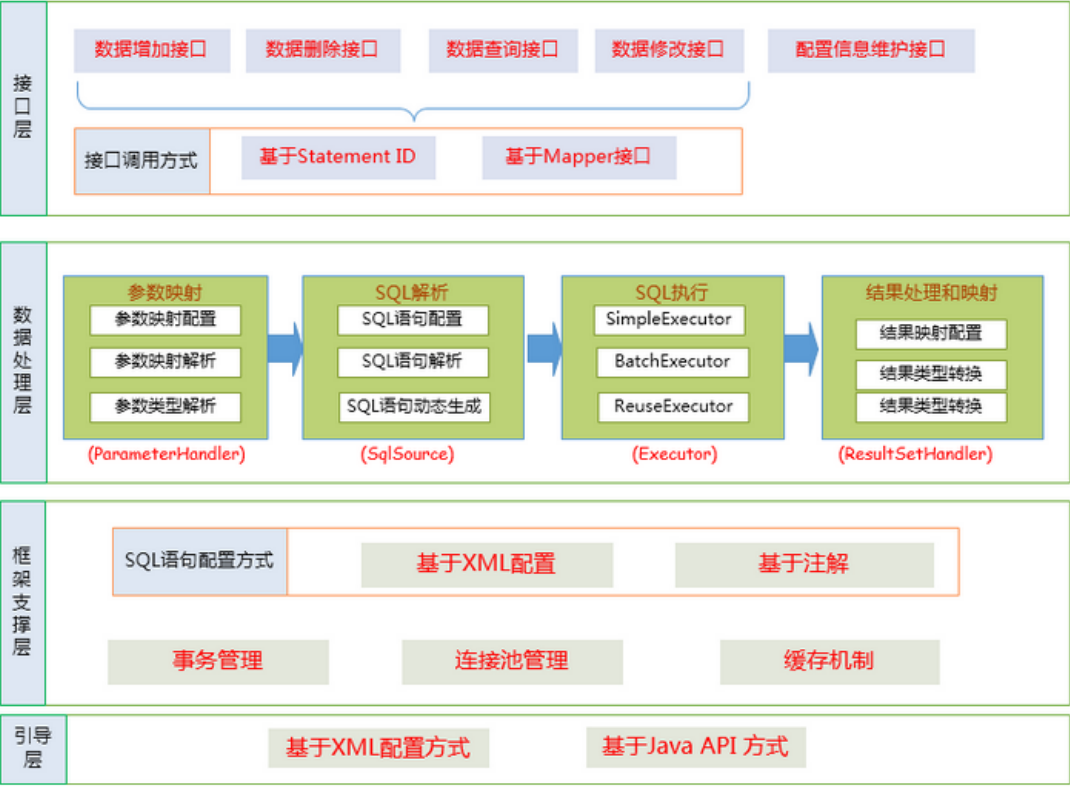 接口层
数据增加接口
数据删除接口
数据查询接口
数据修改接口
配置信息维护接口
接口调用方式
基于Statement ID
基于Mapper接口
数据处理层
参数映射
参数映射配置
参数映射解析
参数类型解析
(ParameterHandler)
SQL解析
SQL语句配置
SQL语句解析
SQL语句动态生成
(SqlSource)
SQL执行
SimpleExecutor
BatchExecutor
ReuseExecutor
(Executor)
结果处理和映射
结果映射配置
结果类型转换
结果类型转换
(ResultSetHandler)
框架支撑层
SQL语句配置方式
基于XML配置
基于注解
事务管理
连接池管理
缓存机制
引导
层
基于XML配置方式
基于Java API 方式